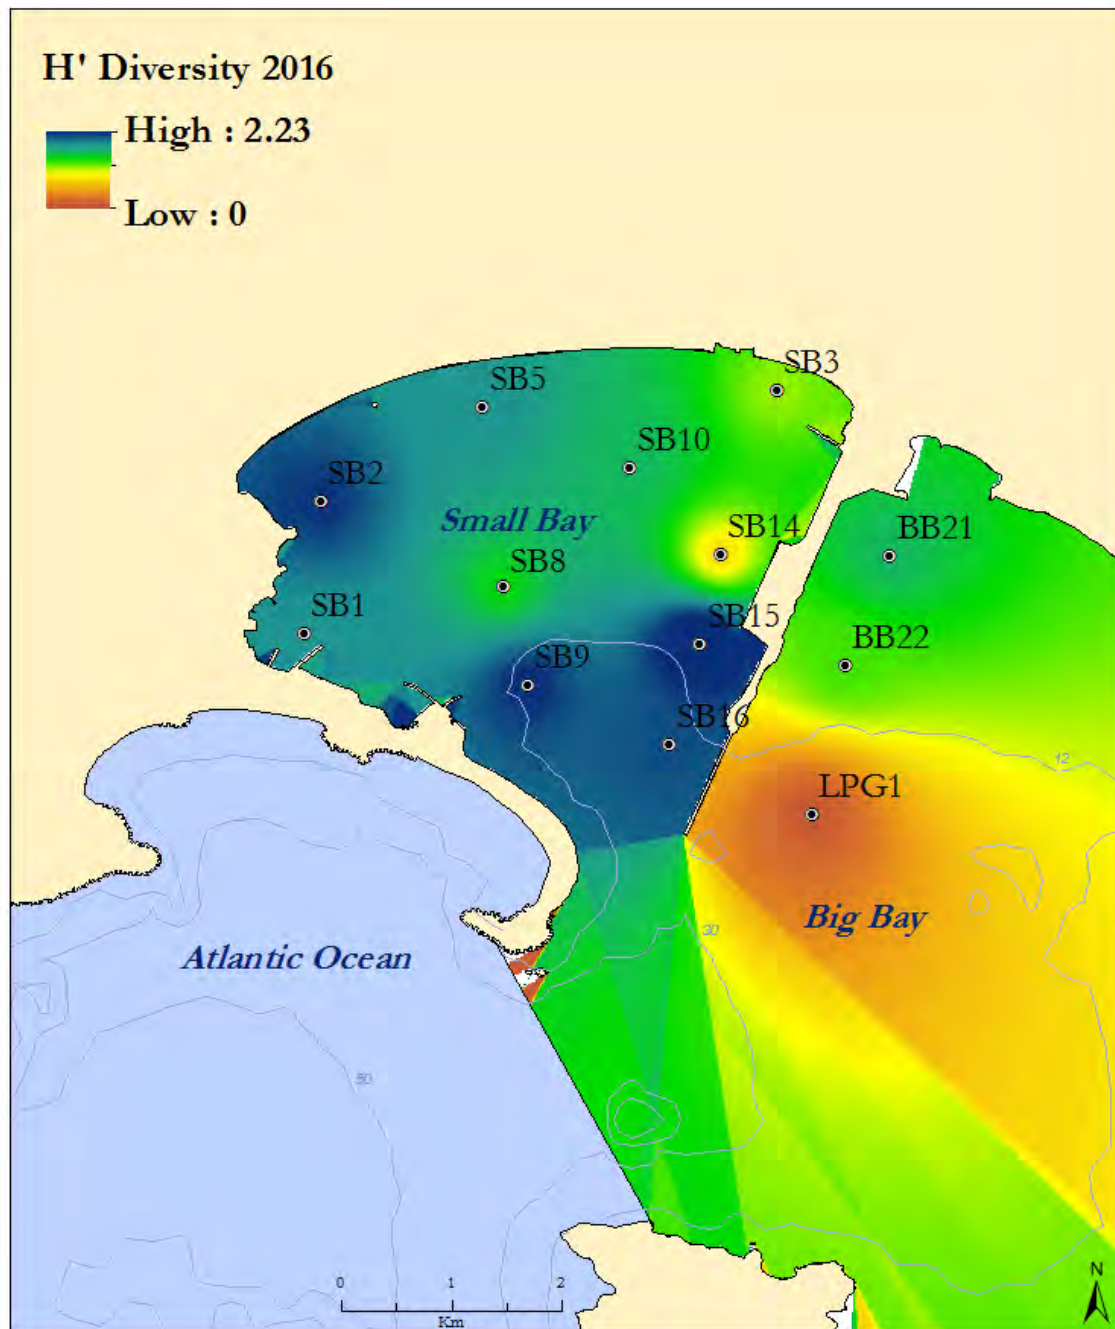 H' Diversity 2016
High : 2.23
Low : 0
SB3
SB5
SB10
SB2
Small Bay
SB14
BB21
SB8
SB1
SB15
BB22
SB9
SB16
12
LPG1
Big Bay
30
Atlantic Ocean
50
0 1 2
Km
N